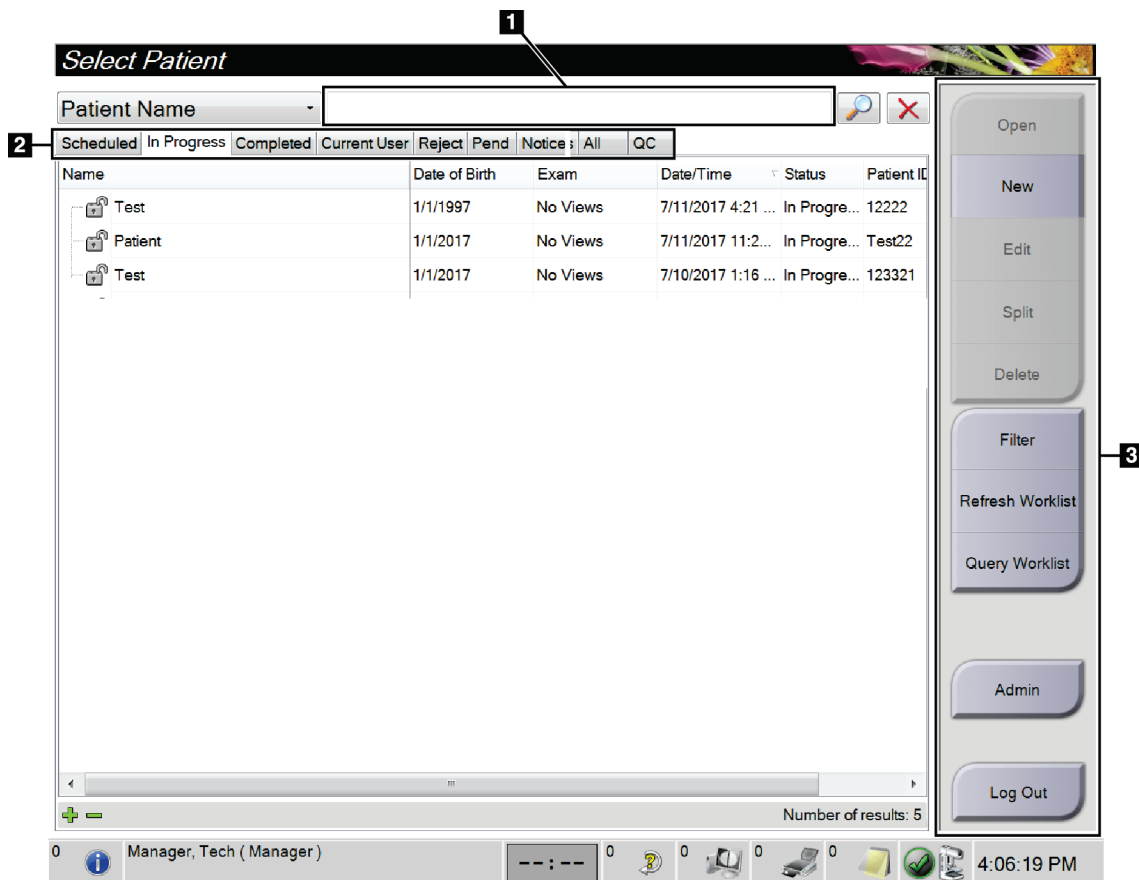 1
Select Patient
Patient Name
2
Scheduled In Progress Completed Current User Reject Pend Notices All QC
Name Date of Birth Exam Date/Time Status Patient ID
Test 1/1/1997 No Views 7/11/2017 4:21 ... In Progre... 12222
Patient 1/1/2017 No Views 7/11/2017 11:2... In Progre... Test22
Test 1/1/2017 No Views 7/10/2017 1:16 ... In Progre... 123321
Number of results: 5
Open
New
Edit
Split
Delete
Filter
3
Refresh Worklist
Query Worklist
Admin
Log Out
0 Manager, Tech ( Manager ) --:-- 0 0 0 0 4:06:19 PM